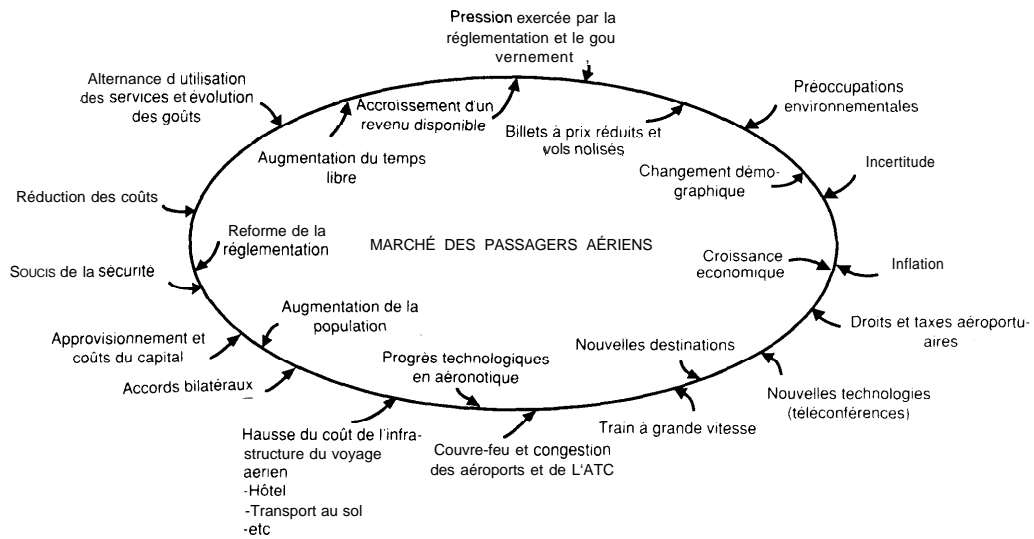 Pression exercée par la
réglementation et le gou
vernement
Alternance d utilisation
des services et évolution
des goûts
Accroissement d'un
revenu disponible
Préoccupations
environnementales
Billets à prix réduits et
vols nolisés
Augmentation du temps
libre
Changement démo-
graphique
Incertitude
Réduction des coûts
Reforme de la
réglementation
MARCHÉ DES PASSAGERS AÉRIENS
Croissance
economique
Inflation
Soucis de la sécurité
Augmentation de la
population
Droits et taxes aéroportu-
aires
Approvisionnement et
coûts du capital
Nouvelles destinations
Progrès technologiques
en aéronotique
Accords bilatéraux
Nouvelles technologies
(téléconférences)
Train à grande vitesse
Hausse du coût de l'infra-
structure du voyage
aerien
-Hôtel
-Transport au sol
-etc
Couvre-feu et congestion
des aéroports et de L'ATC